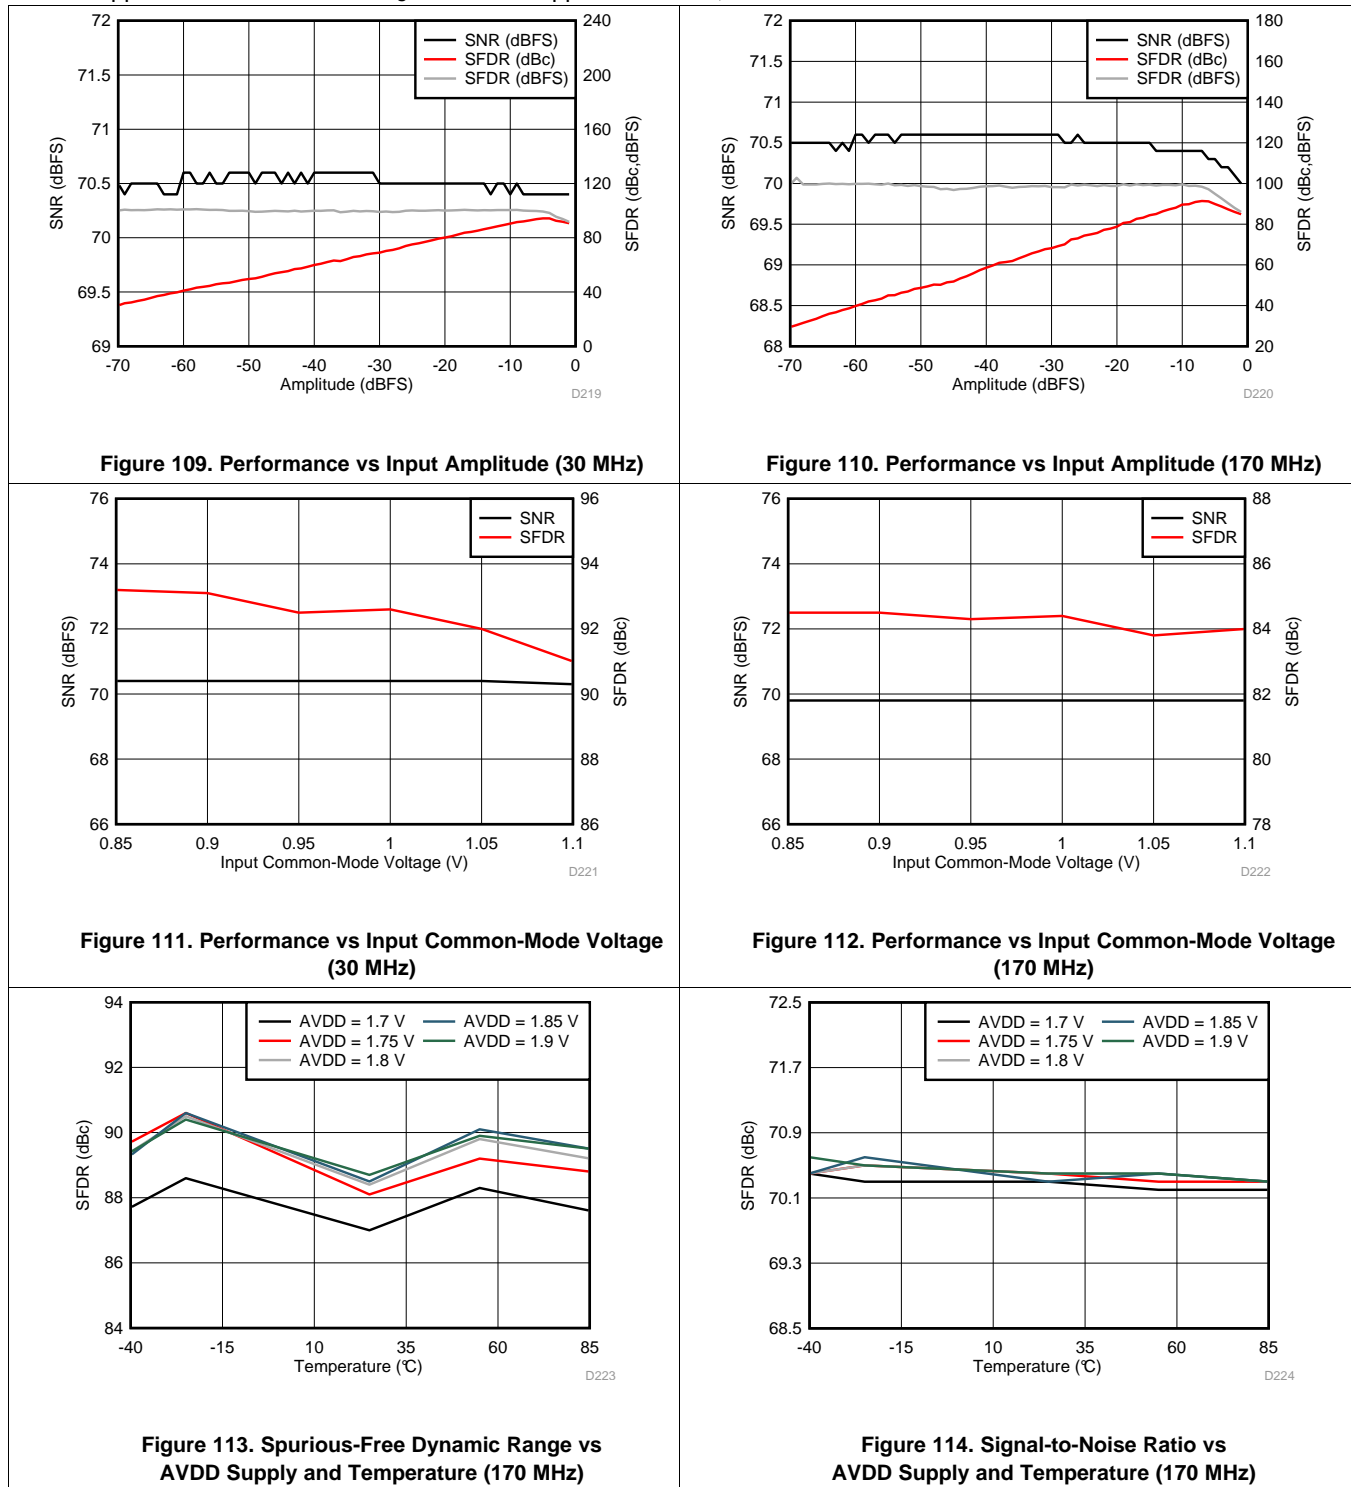 72
71.5
71
70.5
70
69.5
69
240
200
160
120
80
40
0
-70 -60 -50 -40 -30 -20 -10 0
SNR (dBFS)
SFDR (dBc,dBFS)
Amplitude (dBFS)
SNR (dBFS)
SFDR (dBc)
SFDR (dBFS)
D219
Figure 109. Performance vs Input Amplitude (30 MHz)
72
71.5
71
70.5
70
69.5
69
68.5
68
180
160
140
120
100
80
60
40
20
-70 -60 -50 -40 -30 -20 -10 0
SNR (dBFS)
SFDR (dBc,dBFS)
Amplitude (dBFS)
SNR (dBFS)
SFDR (dBc)
SFDR (dBFS)
D220
Figure 110. Performance vs Input Amplitude (170 MHz)
76
74
72
70
68
66
96
94
92
90
88
86
0.85 0.9 0.95 1 1.05 1.1
SNR (dBFS)
SFDR (dBc)
Input Common-Mode Voltage (V)
SNR
SFDR
D221
Figure 111. Performance vs Input Common-Mode Voltage
(30 MHz)
76
74
72
70
68
66
88
86
84
82
80
78
0.85 0.9 0.95 1 1.05 1.1
SNR (dBFS)
SFDR (dBc)
Input Common-Mode Voltage (V)
SNR
SFDR
D222
Figure 112. Performance vs Input Common-Mode Voltage
(170 MHz)
94
92
90
88
86
84
-40 -15 10 35 60 85
SFDR (dBc)
Temperature (°C)
AVDD = 1.7 V
AVDD = 1.75 V
AVDD = 1.8 V
AVDD = 1.85 V
AVDD = 1.9 V
D223
Figure 113. Spurious-Free Dynamic Range vs
AVDD Supply and Temperature (170 MHz)
72.5
71.7
70.9
70.1
69.3
68.5
-40 -15 10 35 60 85
SFDR (dBc)
Temperature (°C)
AVDD = 1.7 V
AVDD = 1.75 V
AVDD = 1.8 V
AVDD = 1.85 V
AVDD = 1.9 V
D224
Figure 114. Signal-to-Noise Ratio vs
AVDD Supply and Temperature (170 MHz)